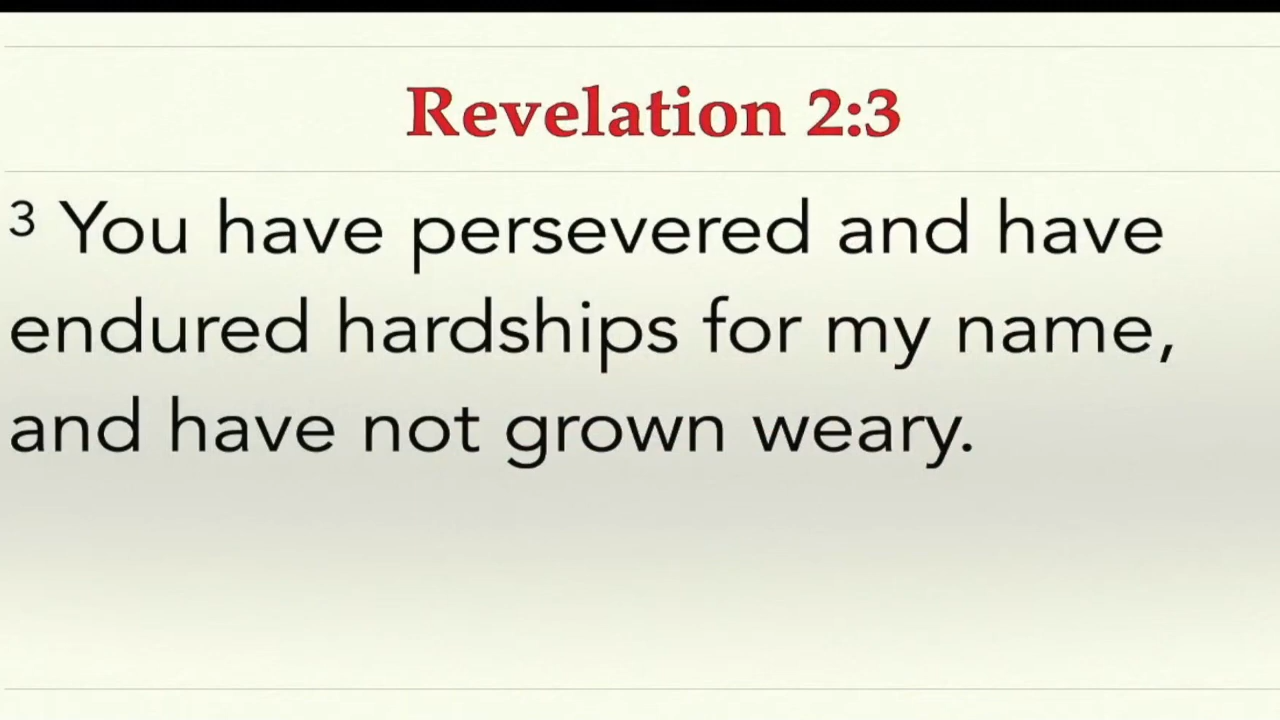 Revelation 2:3
3 You have persevered and have
endured hardships for my name,
and have not grown weary.